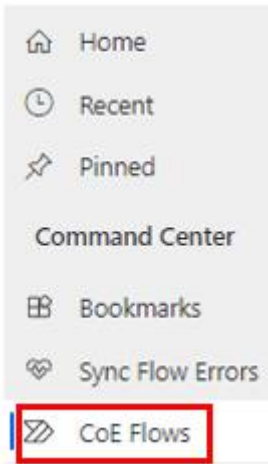 Home
Recent
Pinned
Command Center
Bookmarks
Sync Flow Errors
CoE Flows